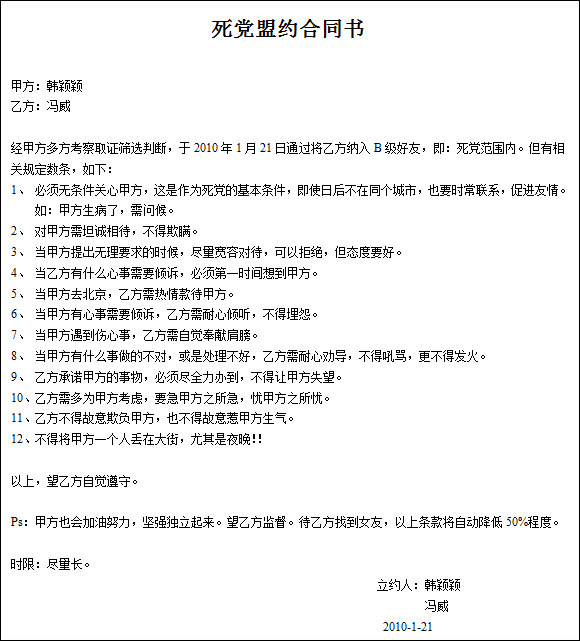 死党盟约合同书
甲方：韩颖颖
乙方：冯威
经甲方多方考察取证筛选判断，于 2010 年 1 月 21 日通过将乙方纳入 B 级好友，即：死党范围内。但有相
关规定数条，如下：
1、 必须无条件关心甲方，这是作为死党的基本条件，即使日后不在同个城市，也要时常联系，促进友情。
如：甲方生病了，需问候。
2、 对甲方需坦诚相待，不得欺瞒。
3、 当甲方提出无理要求的时候，尽量宽容对待，可以拒绝，但态度要好。
4、 当乙方有什么心事需要倾诉，必须第一时间想到甲方。
5、 当甲方去北京，乙方需热情款待甲方。
6、 当甲方有心事需要倾诉，乙方需耐心倾听，不得埋怨。
7、 当甲方遇到伤心事，乙方需自觉奉献肩膀。
8、 当甲方有什么事做的不对，或是处理不好，乙方需耐心劝导，不得吼骂，更不得发火。
9、 乙方承诺甲方的事物，必须尽全力办到，不得让甲方失望。
10、乙方需多为甲方考虑，要急甲方之所急，忧甲方之所忧。
11、乙方不得故意欺负甲方，也不得故意惹甲方生气。
12、不得将甲方一个人丢在大街，尤其是夜晚!!
以上，望乙方自觉遵守。
Ps：甲方也会加油努力，坚强独立起来。望乙方监督。待乙方找到女友，以上条款将自动降低 50%程度。
时限：尽量长。
立约人：韩颖颖
冯威
2010-1-21